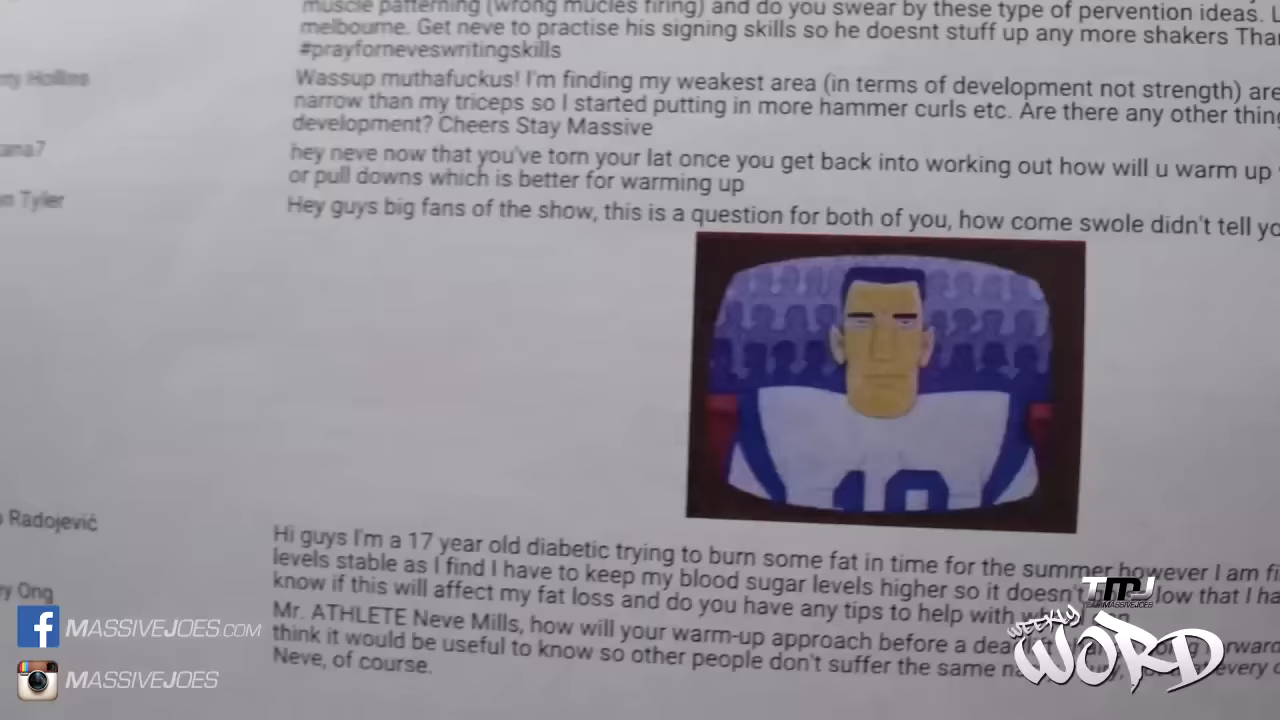 muscle patterning (wrong mucles firing) and do you swear by these type of pervention ideas.
melbourne. Get neve to practise his signing skills so he doesnt stuff up any more shakers
#prayforneveswritingskills
Hollins
Wassup muthafuckus! I'm finding my weakest area (in terms of development not strength) are
narrow than my triceps so I started putting in more hammer curls etc. Are there any other
development? Cheers Stay Massive
hey neve now that you've torn your lat once you get back into working out how will u warm up
or pull downs which is better for warming up
Tyler
Hey guys big fans of the show, this is a question for both of you, how come swole didn't tell
Radojević
Hi guys I'm a 17 year old diabetic trying to burn some fat in time for the summer however I am
levels stable as I find I have to keep my blood sugar levels higher so it doesn't low that I
know if this will affect my fat loss and do you have any tips to help with
Ong
Mr. ATHLETE Neve Mills, how will your warm-up approach before a
think it would be useful to know so other people don't suffer the same every
Neve, of course.
MASSIVEJOES.COM
MASSIVEJOES
TMJ
WEEKLY
WORD